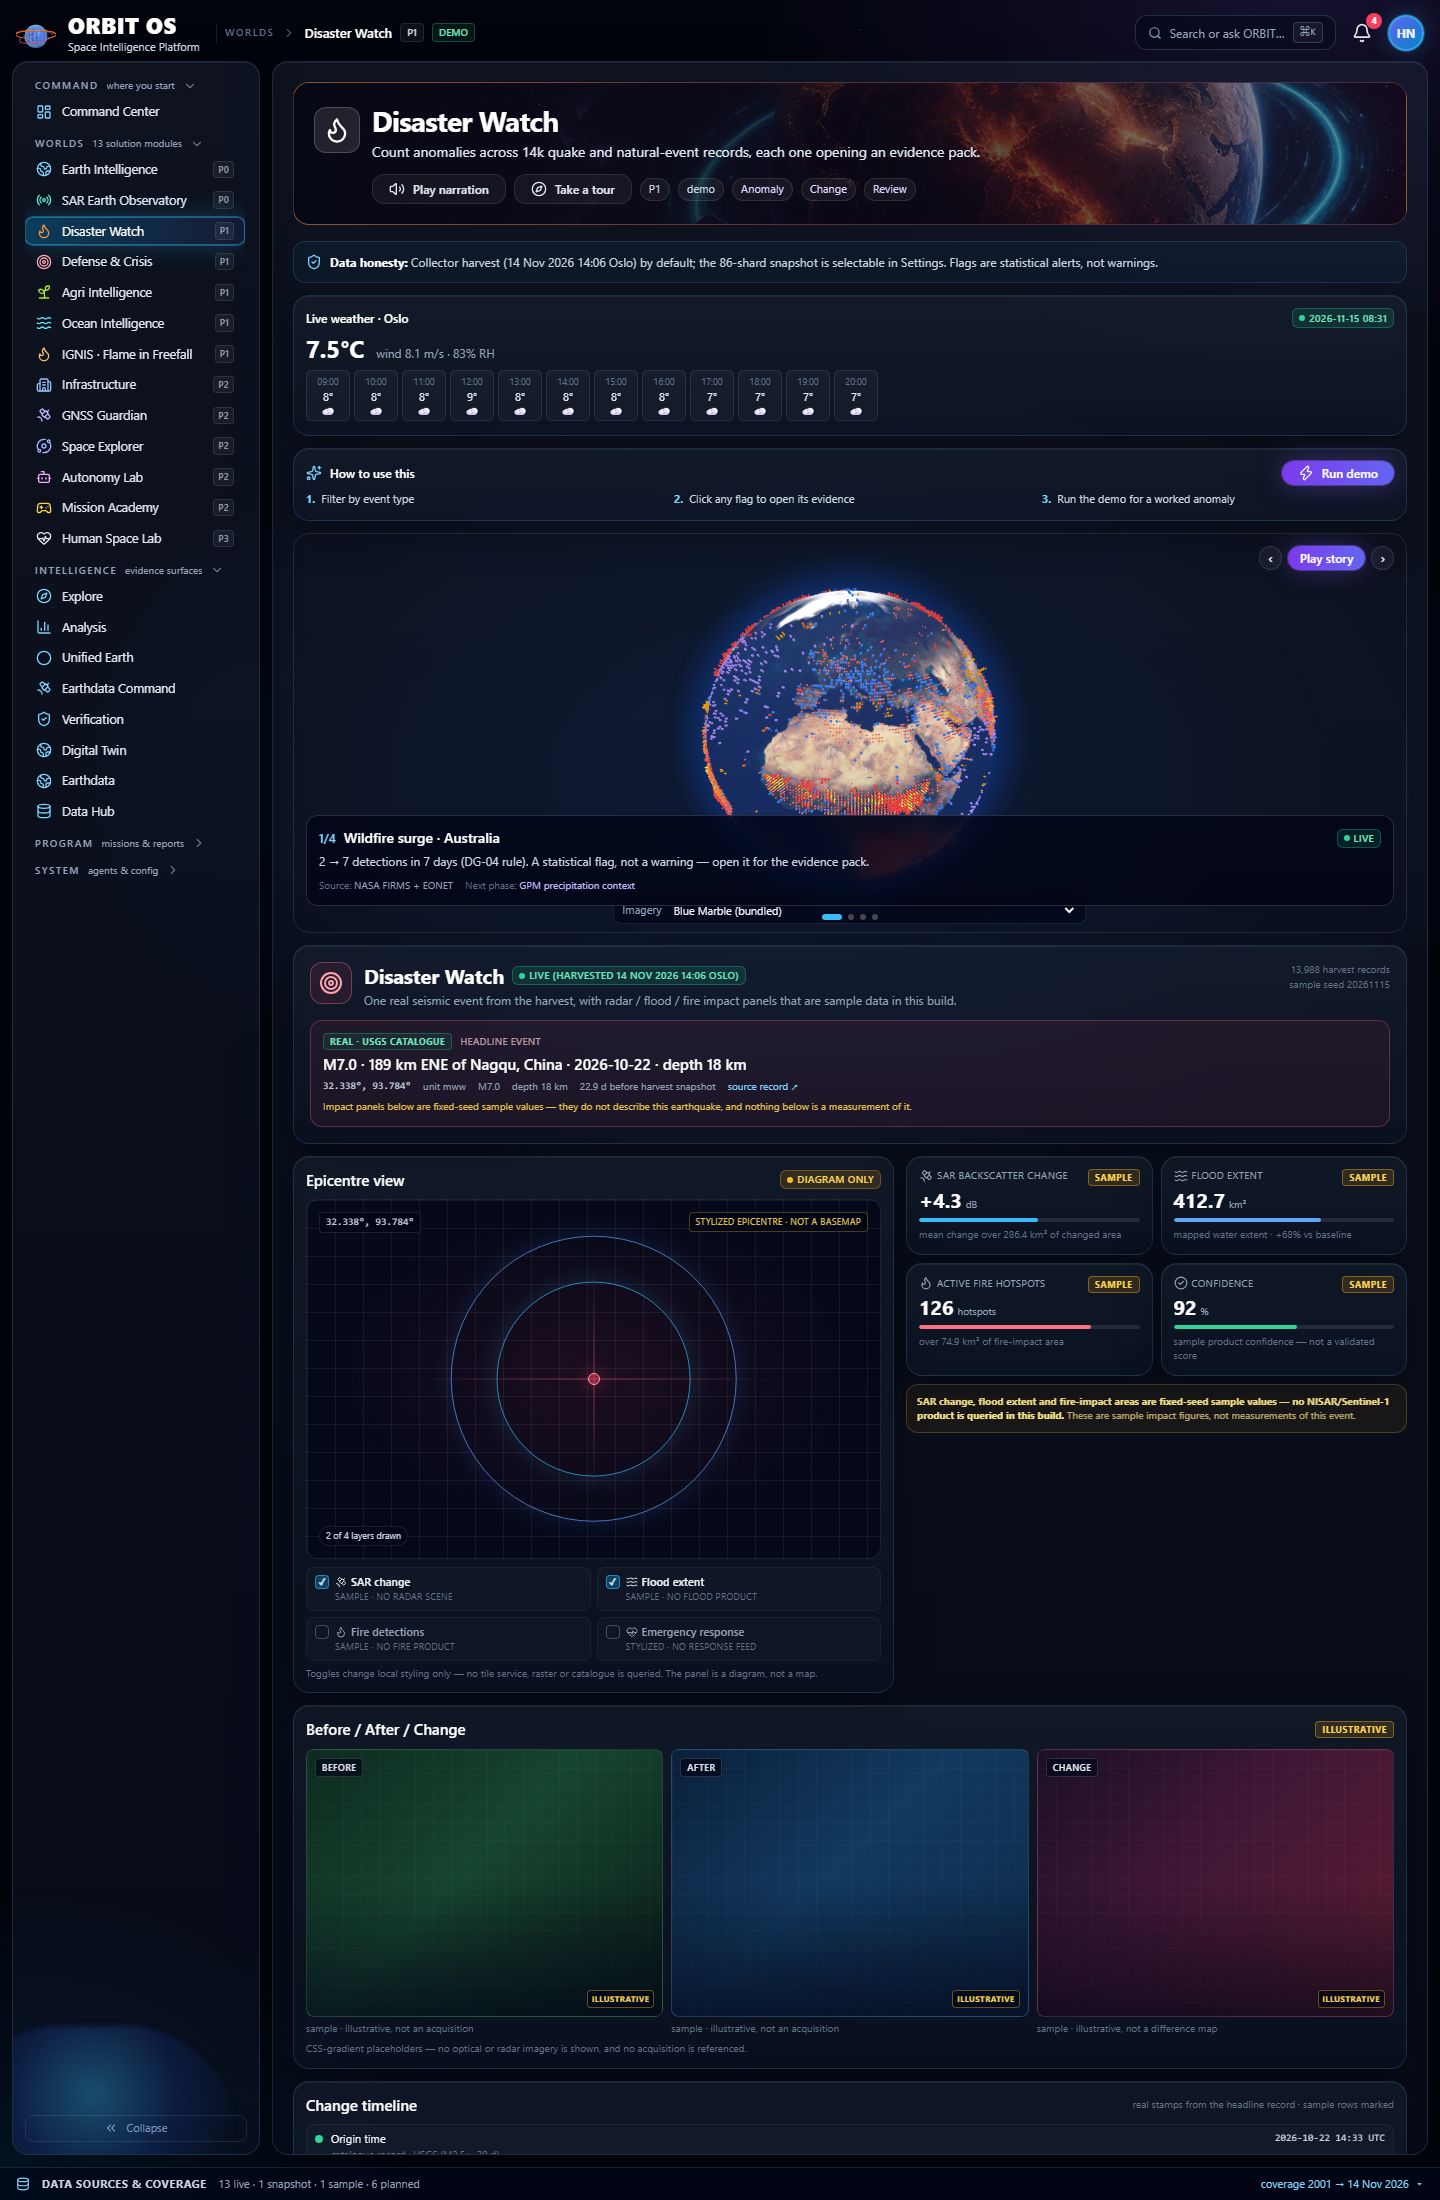 ORBIT OS
Space Intelligence Platform
WORLDS
Disaster Watch
P1
DEMO
Search or ask ORBIT...
⌘K
4
HN
COMMAND where you start
Command Center
WORLDS 13 solution modules
Earth Intelligence P0
SAR Earth Observatory P0
Disaster Watch P1
Defense & Crisis P1
Agri Intelligence P1
Ocean Intelligence P1
IGNIS · Flame in Freefall P1
Infrastructure P2
GNSS Guardian P2
Space Explorer P2
Autonomy Lab P2
Mission Academy P2
Human Space Lab P3
INTELLIGENCE evidence surfaces
Explore
Analysis
Unified Earth
Earthdata Command
Verification
Digital Twin
Earthdata
Data Hub
PROGRAM missions & reports
SYSTEM agents & config
Collapse
Disaster Watch
Count anomalies across 14k quake and natural-event records, each one opening an evidence pack.
Play narration
Take a tour
P1
demo
Anomaly
Change
Review
Data honesty: Collector harvest (14 Nov 2026 14:06 Oslo) by default; the 86-shard snapshot is selectable in Settings. Flags are statistical alerts, not warnings.
Live weather · Oslo
2026-11-15 08:31
7.5°C wind 8.1 m/s · 83% RH
09:00 10:00 11:00 12:00 13:00 14:00 15:00 16:00 17:00 18:00 19:00 20:00
8° 8° 8° 9° 8° 8° 8° 8° 7° 7° 7° 7°
How to use this
Run demo
1. Filter by event type
2. Click any flag to open its evidence
3. Run the demo for a worked anomaly
‹
Play story
›
1/4 Wildfire surge · Australia
LIVE
2 → 7 detections in 7 days (DG-04 rule). A statistical flag, not a warning — open it for the evidence pack.
Source: NASA FIRMS + EONET Next phase: GPM precipitation context
Imagery Blue Marble (bundled)
Disaster Watch
LIVE (HARVESTED 14 NOV 2026 14:06 OSLO)
13,988 harvest records
One real seismic event from the harvest, with radar / flood / fire impact panels that are sample data in this build.
sample seed 20261115
REAL · USGS CATALOGUE HEADLINE EVENT
M7.0 · 189 km ENE of Nagqu, China · 2026-10-22 · depth 18 km
32.338°, 93.784° unit mww M7.0 depth 18 km 22.9 d before harvest snapshot source record ↗
Impact panels below are fixed-seed sample values — they do not describe this earthquake, and nothing below is a measurement of it.
Epicentre view
DIAGRAM ONLY
32.338°, 93.784°
STYLIZED EPICENTRE · NOT A BASEMAP
2 of 4 layers drawn
SAR change
SAMPLE · NO RADAR SCENE
Flood extent
SAMPLE · NO FLOOD PRODUCT
Fire detections
SAMPLE · NO FIRE PRODUCT
Emergency response
STYLIZED · NO RESPONSE FEED
Toggles change local styling only — no tile service, raster or catalogue is queried. The panel is a diagram, not a map.
SAR BACKSCATTER CHANGE
SAMPLE
+4.3 dB
mean change over 286.4 km² of changed area
FLOOD EXTENT
SAMPLE
412.7 km²
mapped water extent · +68% vs baseline
ACTIVE FIRE HOTSPOTS
SAMPLE
126 hotspots
over 74.9 km² of fire-impact area
CONFIDENCE
SAMPLE
92 %
sample product confidence — not a validated
score
SAR change, flood extent and fire-impact areas are fixed-seed sample values — no NISAR/Sentinel-1
product is queried in this build. These are sample impact figures, not measurements of this event.
Before / After / Change
ILLUSTRATIVE
BEFORE
ILLUSTRATIVE
sample · illustrative, not an acquisition
AFTER
ILLUSTRATIVE
sample · illustrative, not an acquisition
CHANGE
ILLUSTRATIVE
sample · illustrative, not a difference map
CSS-gradient placeholders — no optical or radar imagery is shown, and no acquisition is referenced.
Change timeline
real stamps from the headline record · sample rows marked
Origin time
2026-10-22 14:33 UTC
DATA SOURCES & COVERAGE 13 live · 1 snapshot · 1 sample · 6 planned
coverage 2001 → 14 Nov 2026